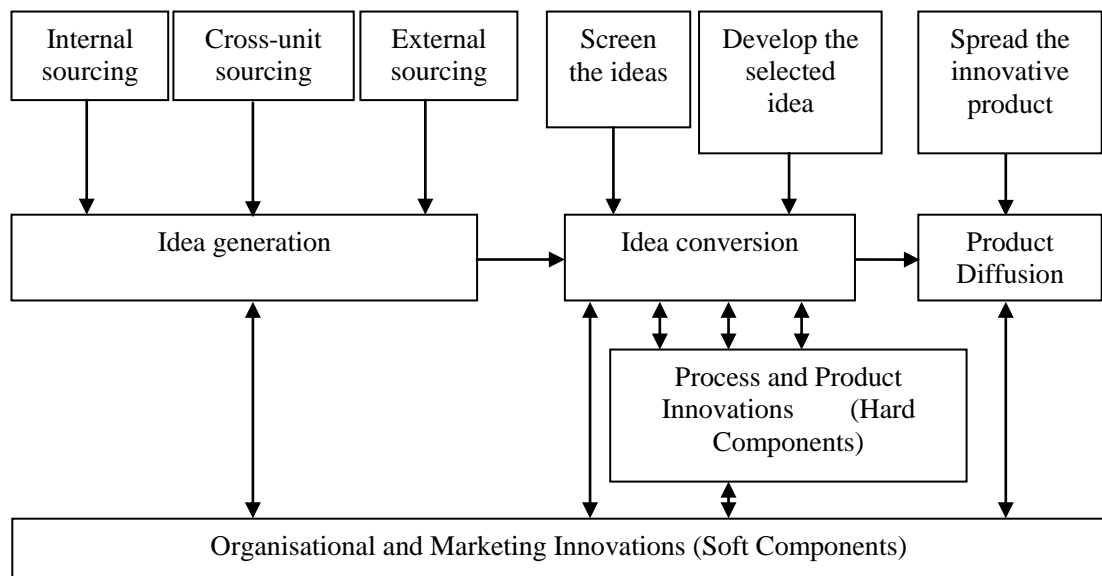 Internal
sourcing
Cross-unit
sourcing
External
sourcing
Screen
the ideas
Develop the
selected
idea
Spread the
innovative
product
Idea generation
Idea conversion
Product
Diffusion
Process and Product
Innovations (Hard
Components)
Organisational and Marketing Innovations (Soft Components)